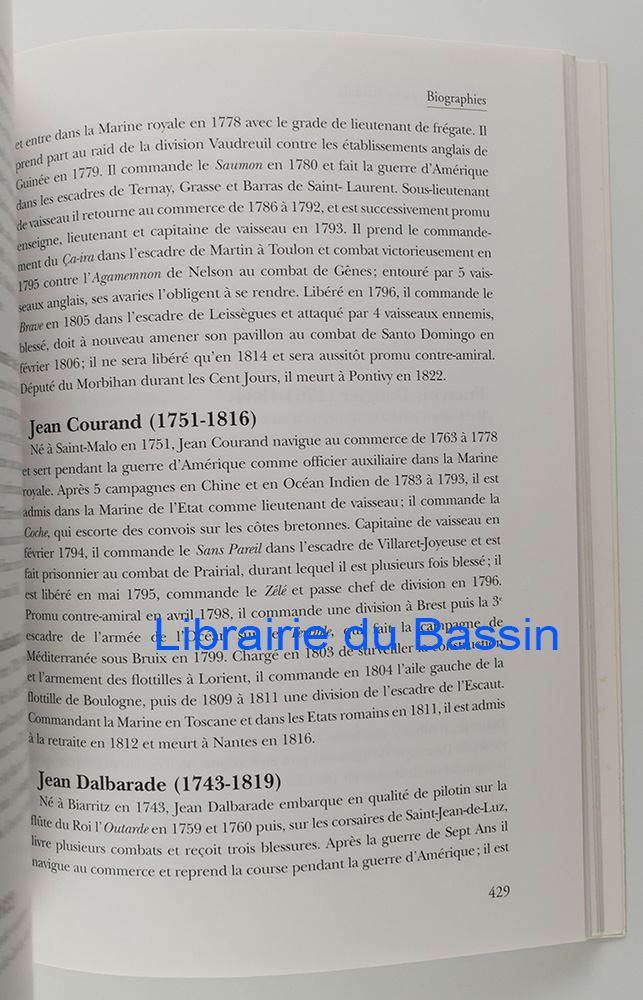 Biographies
et entre dans la Marine royale en 1778 avec le grade de lieutenant de frégate. Il
prend part au raid de la division Vaudreuil contre les établissements anglais de
Guinée en 1779. Il commande le Saumon en 1780 et fait la guerre d'Amérique
dans les escadres de Ternay, Grasse et Barras de Saint- Laurent. Sous-lieutenant
de vaisseau il retourne au commerce de 1786 à 1792, et est successivement promu
enseigne, lieutenant et capitaine de vaisseau en 1793. Il prend le commande-
ment du Ça-ira dans l'escadre de Martin à Toulon et combat victorieusement en
1795 contre l'Agamemnon de Nelson au combat de Gênes; entouré par 5 vais-
seaux anglais, ses avaries l'obligent à se rendre. Libéré en 1796, il commande le
Brave en 1805 dans l'escadre de Leissègues et attaqué par 4 vaisseaux ennemis,
blessé, doit à nouveau amener son pavillon au combat de Santo Domingo en
février 1806; il ne sera libéré qu'en 1814 et sera aussitôt promu contre-amiral.
Député du Morbihan durant les Cent Jours, il meurt à Pontivy en 1822.
Jean Courand (1751-1816)
Né à Saint-Malo en 1751, Jean Courand navigue au commerce de 1763 à 1778
et sert pendant la guerre d'Amérique comme officier auxiliaire dans la Marine
royale. Après 5 campagnes en Chine et en Océan Indien de 1783 à 1793, il est
admis dans la Marine de l'Etat comme lieutenant de vaisseau; il commande la
Coche, qui escorte des convois sur les côtes bretonnes. Capitaine de vaisseau en
février 1794, il commande le Sans Pareil dans l'escadre de Villaret-Joyeuse et est
fait prisonnier au combat de Prairial, durant lequel il est plusieurs fois blessé; il
est libéré en mai 1795, commande le Zélé et passe chef de division en 1796.
Promu contre-amiral en avril 1798, il commande une division à Brest puis la 3e
escadre de l'armée de l'Océan sur le Terrible, qui fait la campagne de
Librairie du Bassin
Méditerranée sous Bruix en 1799. Chargé en 1803 de surveiller la construction
et l'armement des flottilles à Lorient, il commande en 1804 l'aile gauche de la
flottille de Boulogne, puis de 1809 à 1811 une division de l'escadre de l'Escaut.
Commandant la Marine en Toscane et dans les Etats romains en 1811, il est admis
à la retraite en 1812 et meurt à Nantes en 1816.
Jean Dalbarade (1743-1819)
Né à Biarritz en 1743, Jean Dalbarade embarque en qualité de pilotin sur la
flûte du Roi l'Outarde en 1759 et 1760 puis, sur les corsaires de Saint-Jean-de-Luz,
livre plusieurs combats et reçoit trois blessures. Après la guerre de Sept Ans il
navigue au commerce et reprend la course pendant la guerre d'Amérique; il est
429